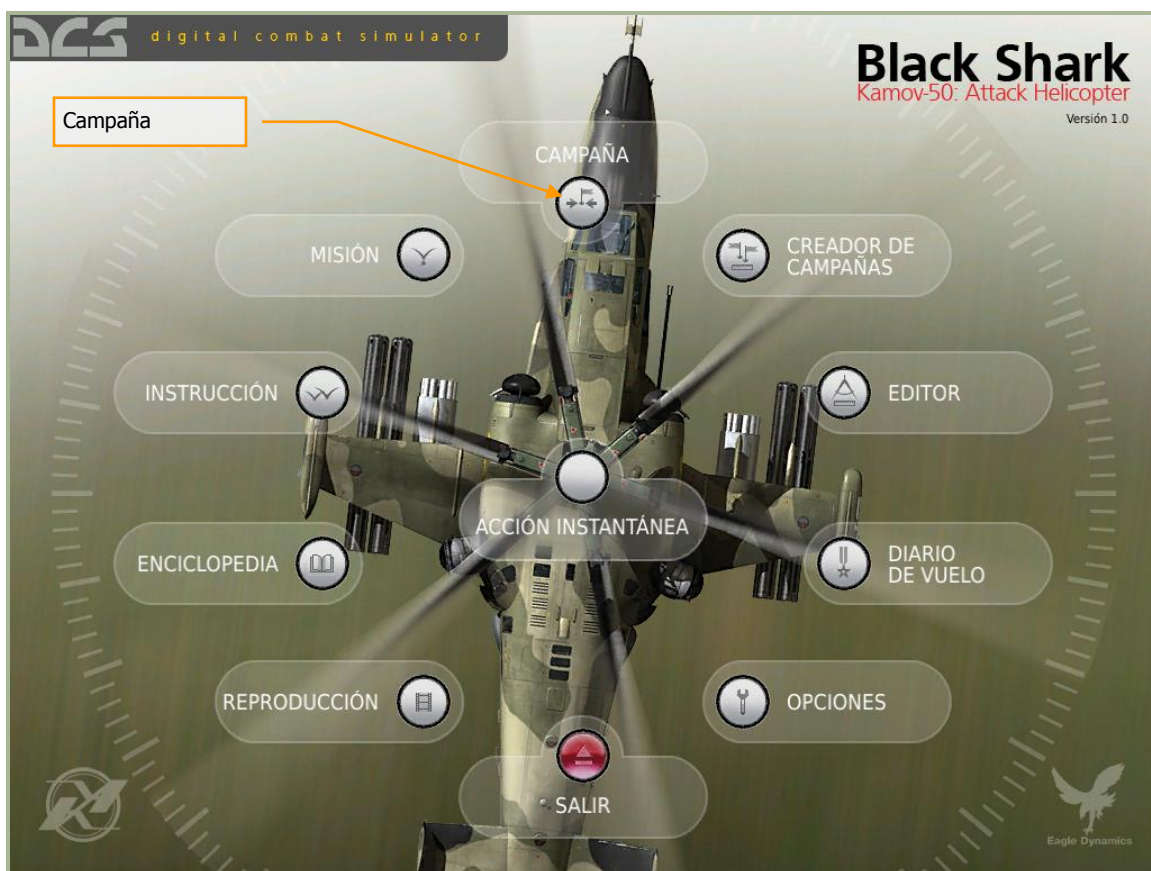 DCS digital combat simulator
Black Shark
Kamov-50: Attack Helicopter
Versión 1.0
Campaña
CAMPAÑA
MISIÓN
CREADOR DE
CAMPAÑAS
INSTRUCCIÓN
EDITOR
ACCIÓN INSTANTÁNEA
ENCICLOPEDIA
DIARIO
DE VUELO
REPRODUCCIÓN
OPCIONES
SALIR
Eagle Dynamics